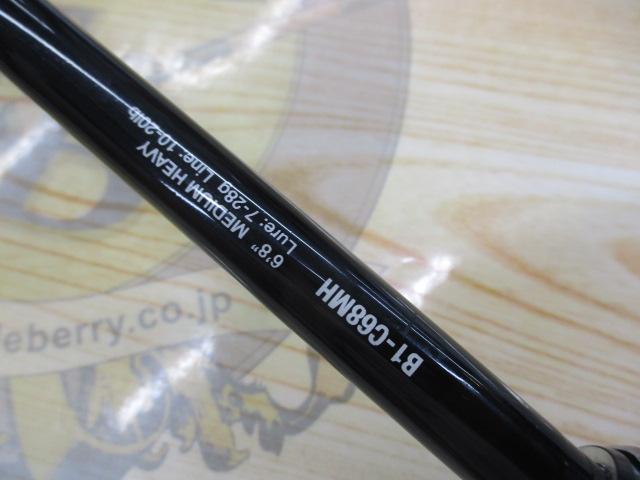 B1-C68MH
6'8" MEDIUM HEAVY
Lure: 7-28g Line: 10-20lb
eberry.co.jp
B